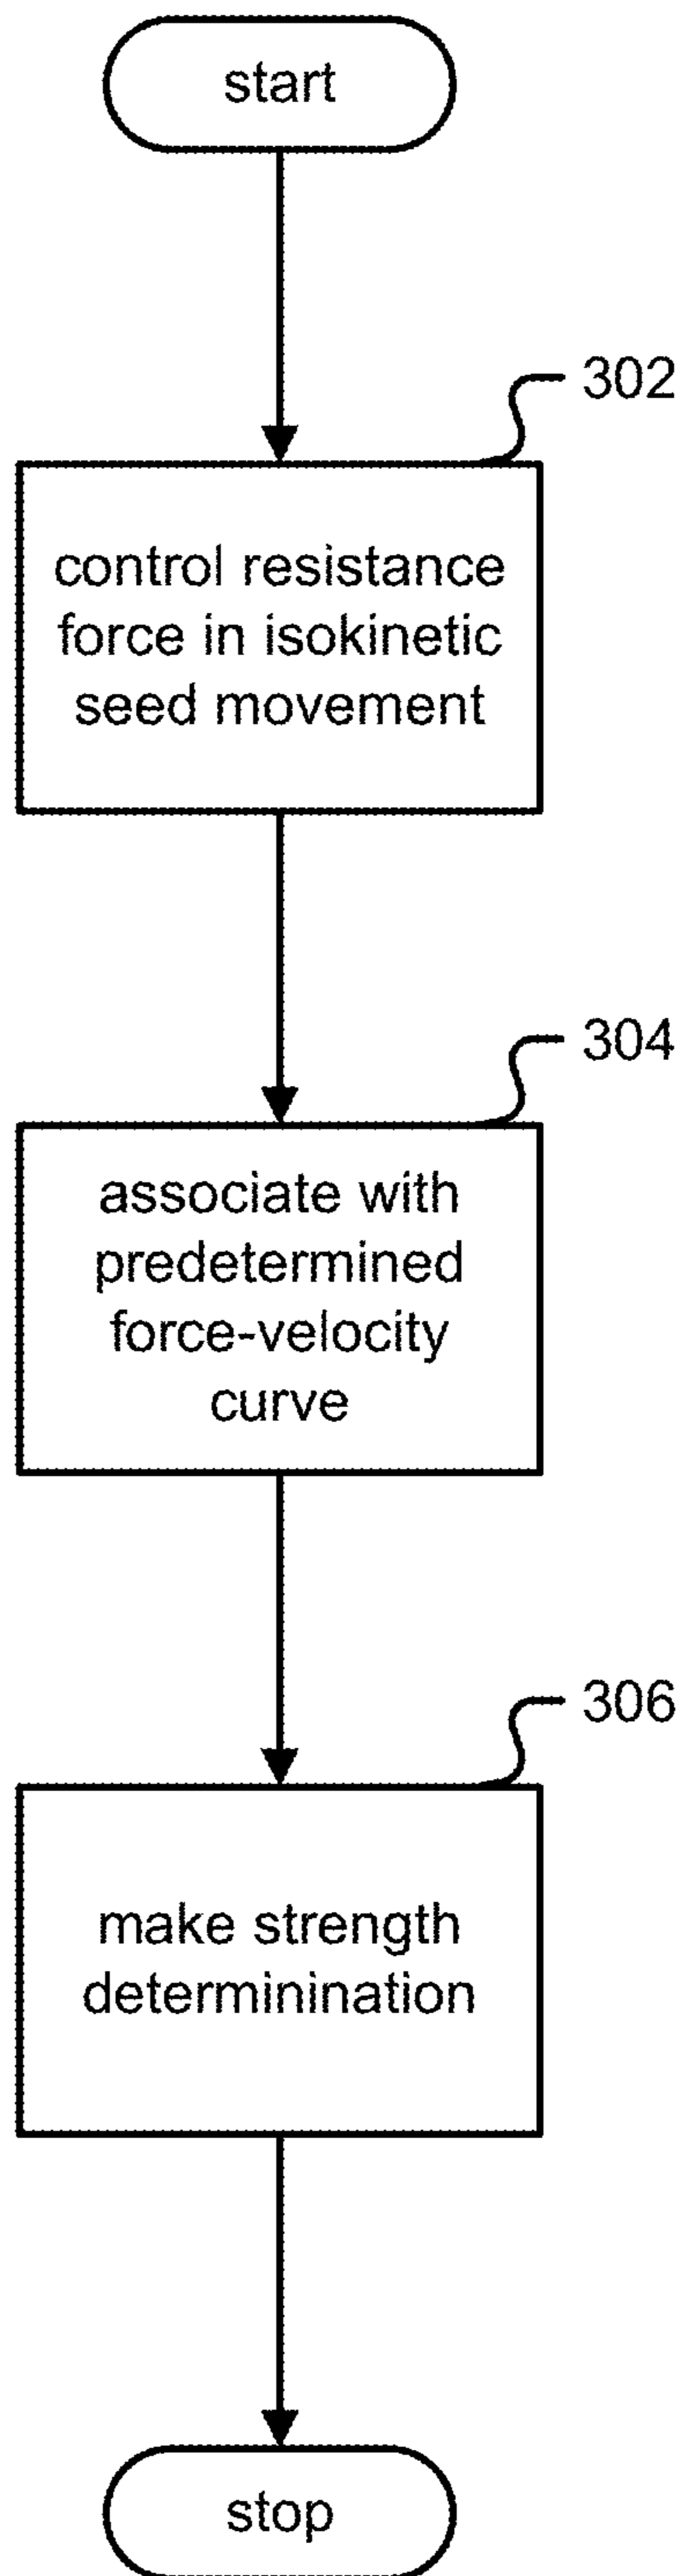 start
302
control resistance
force in isokinetic
seed movement
304
associate with
predetermined
force-velocity
curve
306
make strength
determinination
stop